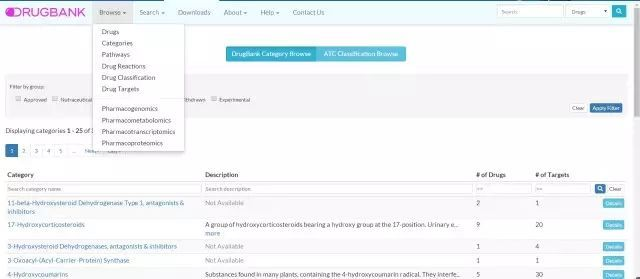 DRUGBANK Browse Search Downloads About Help Contact Us Search Drugs
Drugs
Categories
Pathways
Drug Reactions
Drug Classification
Drug Targets
Pharmacogenomics
Pharmacometabolomics
Pharmacotranscriptomics
Pharmacoproteomics
DrugBank Category Browse ATC Classification Browse
Filter by group:
Approved Nutraceutical Experimental
Clear Apply Filter
Displaying categories 1 - 25 of
1 2 3 4 5 ...
Category Description # of Drugs # of Targets
Search category name Search description. >= >= Clear
11-beta-Hydroxysteroid Dehydrogenase Type 1, antagonists & Not Available 2 1 Details
inhibitors
17-Hydroxycorticosteroids A group of hydroxycorticosteroids bearing a hydroxy group at the 17-position. Urinary e... 9 20 Details
more
3-Hydroxysteroid Dehydrogenases, antagonists & inhibitors Not Available 1 4 Details
3-Oxoacyl-(Acyl-Carrier-Protein) Synthase Not Available 1 1 Details
4-Hydroxycoumarins Substances found in many plants, containing the 4-hydroxycoumarin radical. They interfe... 5 30 Details